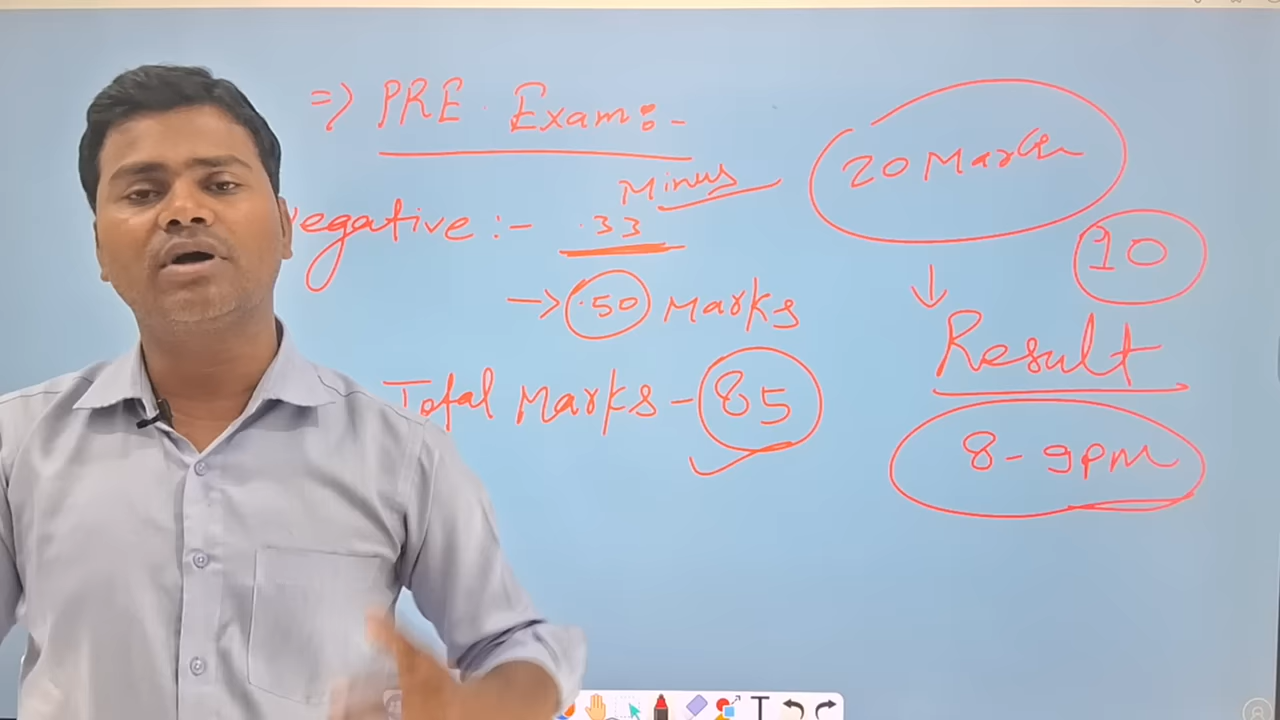 => PRE. Exam:-
Minus
Negative :- .33
-> .50 Marks
Total Marks - 85
20 Marks
10
↓
Result
8-9pm
T